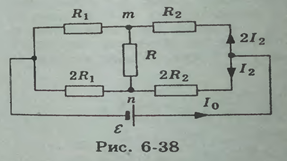 R₁ m R₂
R 2I₂
2R₁ 2R₂ I₂
n I₀
ε
Рис. 6-38